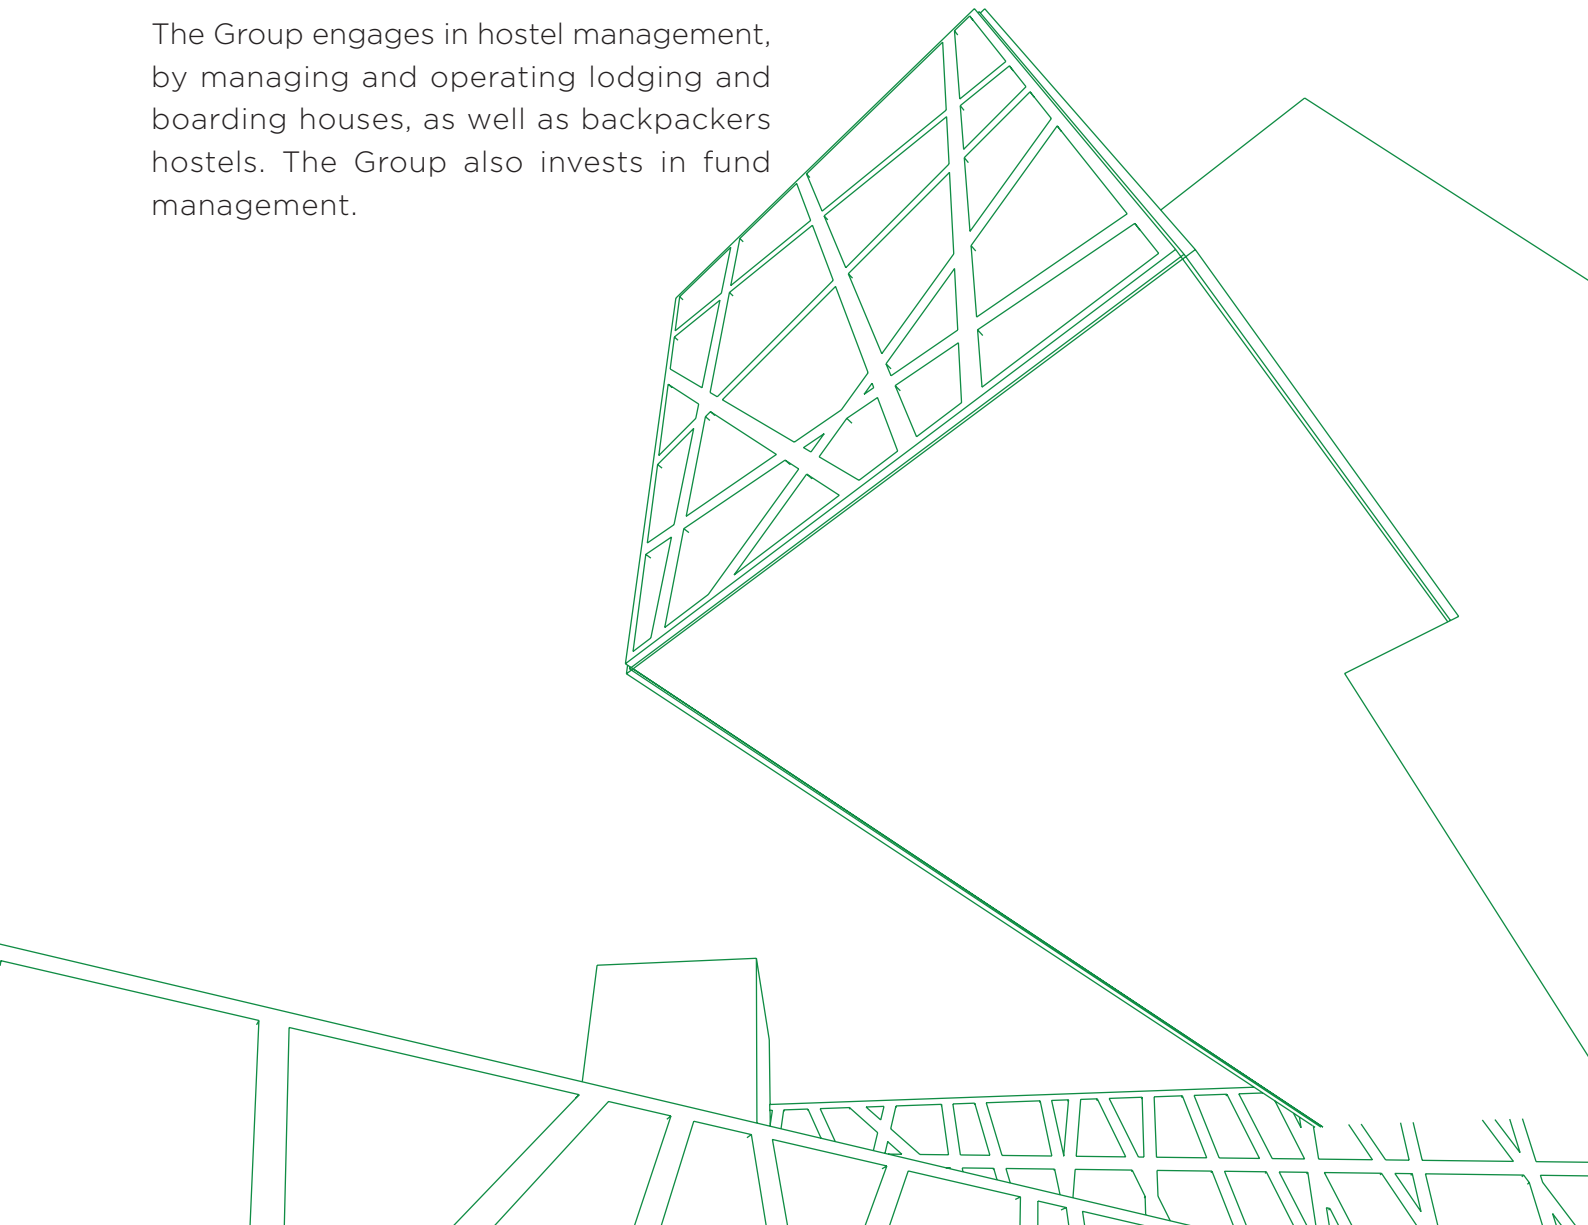 The Group engages in hostel management,
by managing and operating lodging and
boarding houses, as well as backpackers
hostels. The Group also invests in fund
management.